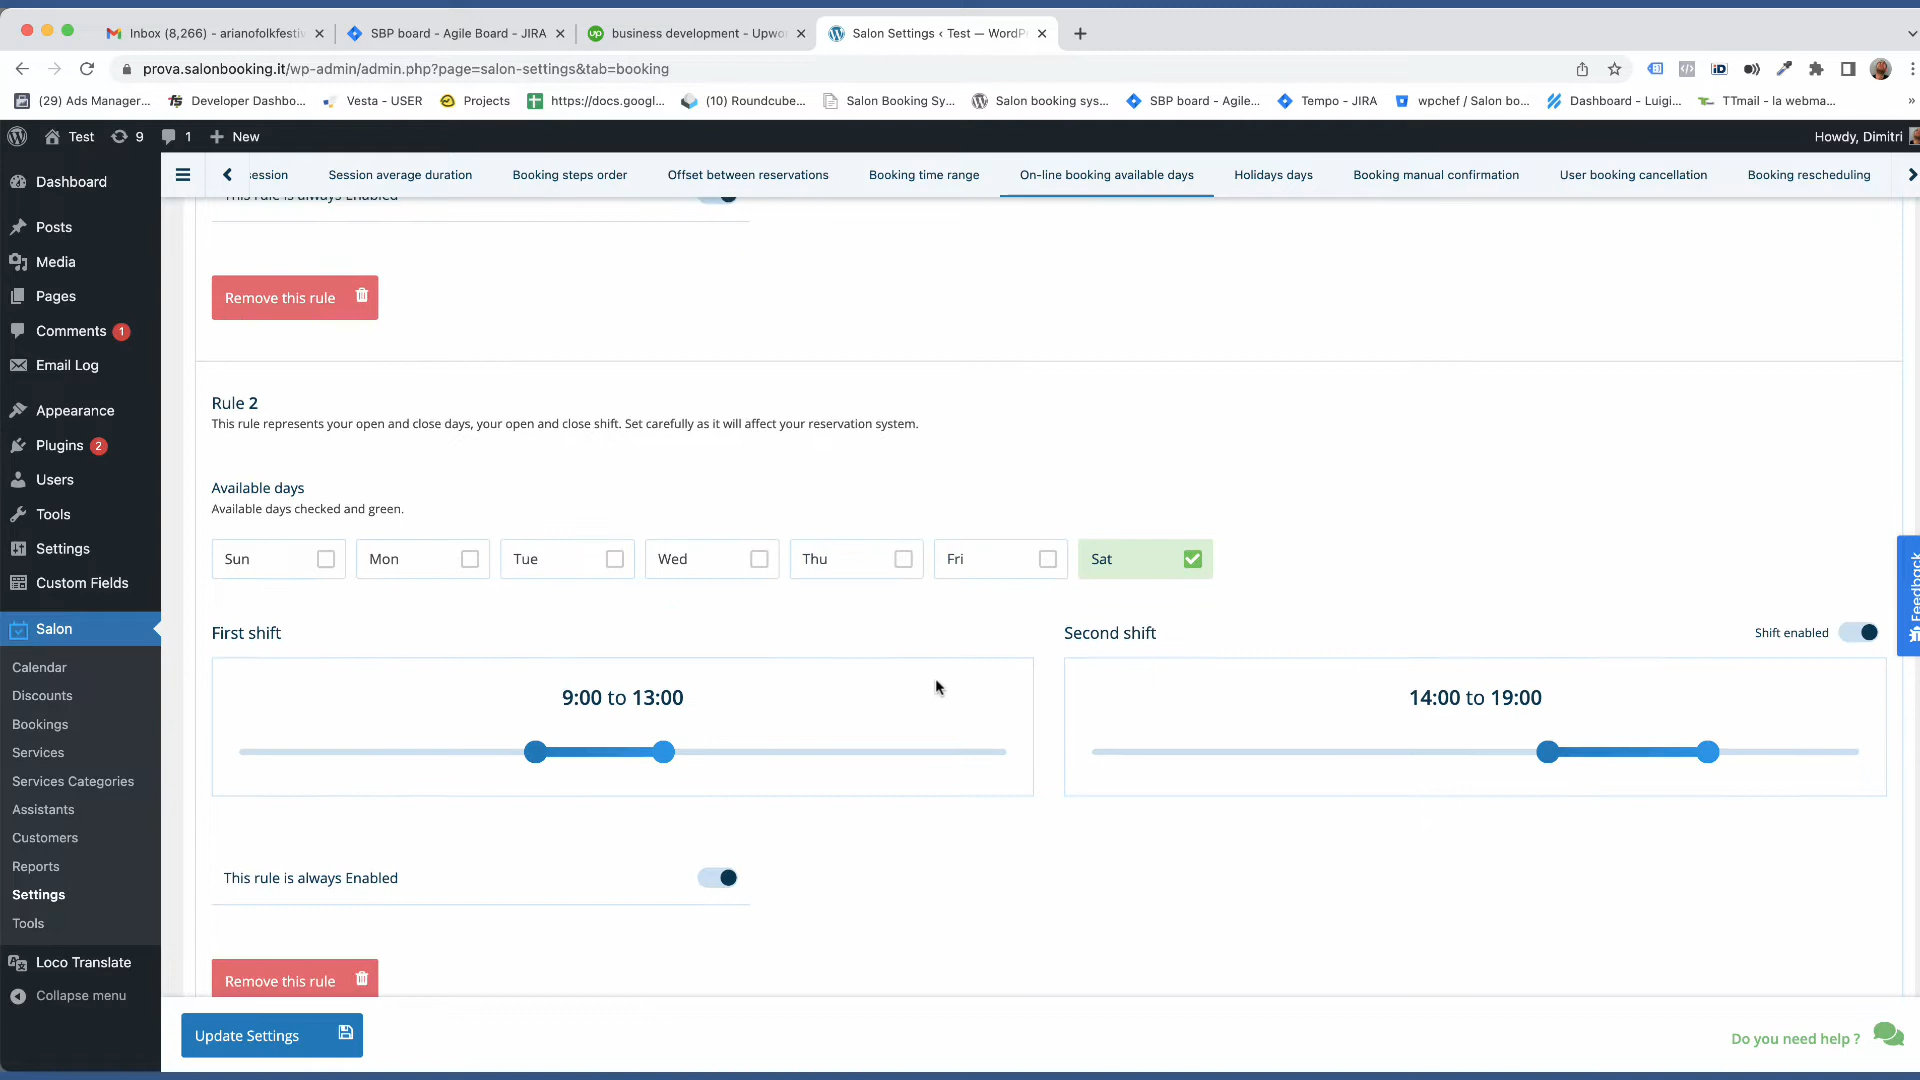 Inbox (8,266) - arianofolkfestiv
SBP board - Agile Board - JIRA
business development - Upwo
Salon Settings ‹ Test — WordP
prova.salonbooking.it/wp-admin/admin.php?page=salon-settings&tab=booking
(29) Ads Manager...
Developer Dashbo...
Vesta - USER
Projects
https://docs.googl...
(10) Roundcube...
Salon Booking Sy...
Salon booking sys...
SBP board - Agile...
Tempo - JIRA
wpchef / Salon bo...
Dashboard - Luigi...
TTmail - la webma...
»
Test
9
1
New
Howdy, Dimitri
session
Session average duration
Booking steps order
Offset between reservations
Booking time range
On-line booking available days
Holidays days
Booking manual confirmation
User booking cancellation
Booking rescheduling
Dashboard
Posts
Media
Pages
Comments 1
Email Log
Appearance
Plugins 2
Users
Tools
Settings
Custom Fields
Salon
Calendar
Discounts
Bookings
Services
Services Categories
Assistants
Customers
Reports
Settings
Tools
Loco Translate
Collapse menu
This rule is always Enabled
Remove this rule
Rule 2
This rule represents your open and close days, your open and close shift. Set carefully as it will affect your reservation system.
Available days
Available days checked and green.
Sun
Mon
Tue
Wed
Thu
Fri
Sat
First shift
Second shift
Shift enabled
9:00 to 13:00
14:00 to 19:00
This rule is always Enabled
Remove this rule
Update Settings
Do you need help ?
Feedback